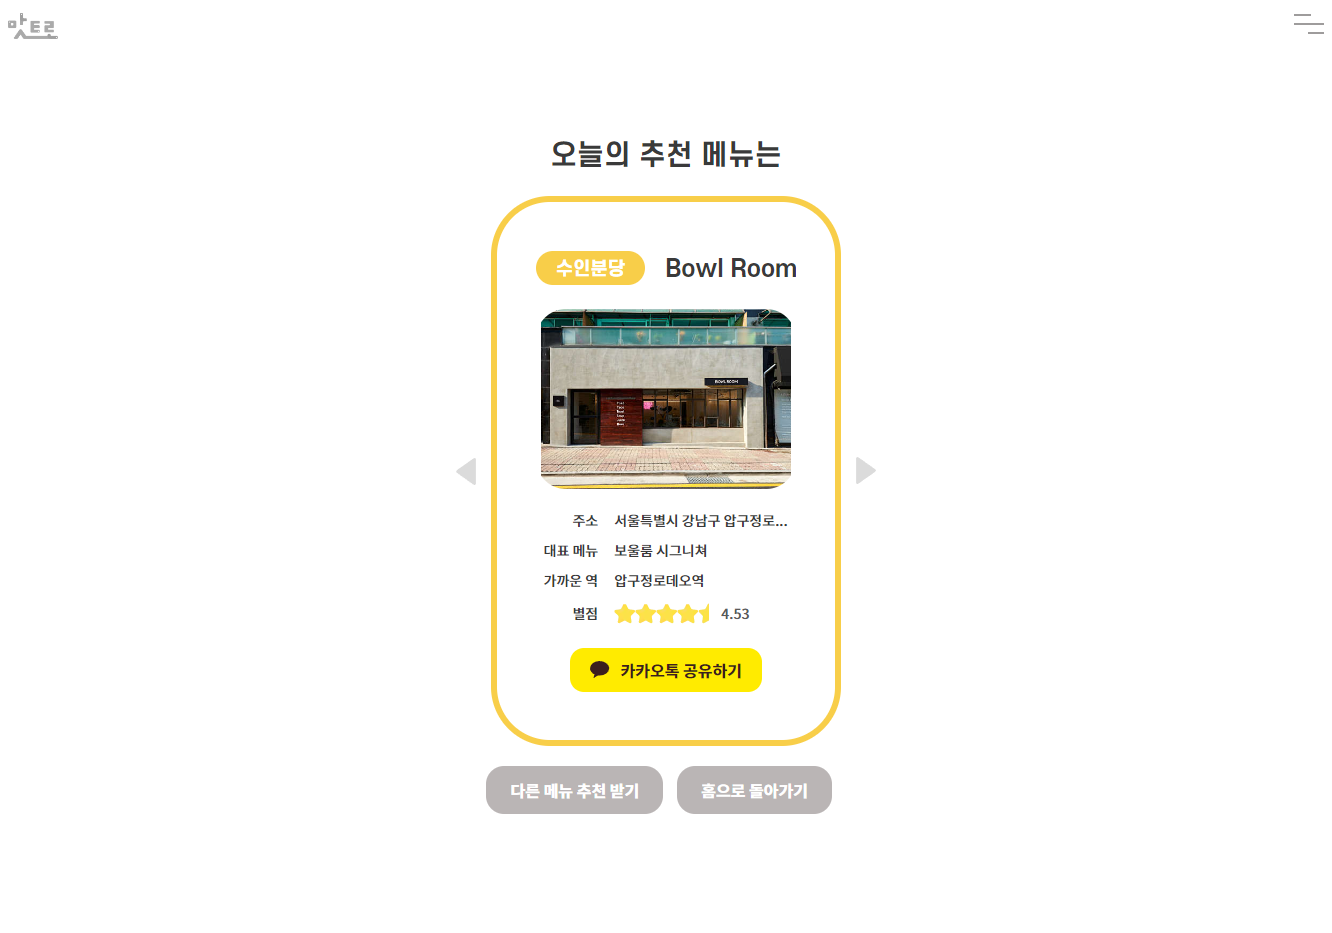 맛트로
오늘의 추천 메뉴는
수인분당 Bowl Room
BOWL ROOM
주소 서울특별시 강남구 압구정로...
대표 메뉴 보울룸 시그니쳐
가까운 역 압구정로데오역
별점 4.53
카카오톡 공유하기
다른 메뉴 추천 받기 홈으로 돌아가기